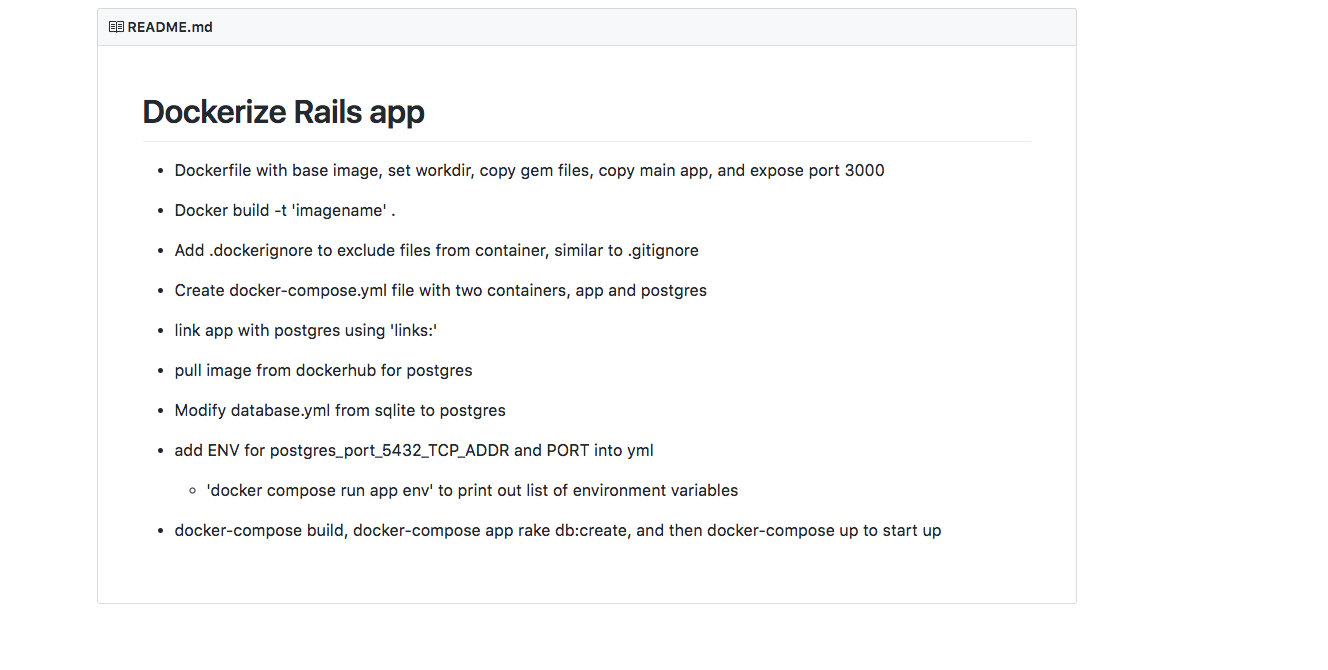 README.md
Dockerize Rails app
Dockerfile with base image, set workdir, copy gem files, copy main app, and expose port 3000
Docker build -t 'imagename' .
Add .dockerignore to exclude files from container, similar to .gitignore
Create docker-compose.yml file with two containers, app and postgres
link app with postgres using 'links:'
pull image from dockerhub for postgres
Modify database.yml from sqlite to postgres
add ENV for postgres_port_5432_TCP_ADDR and PORT into yml
'docker compose run app env' to print out list of environment variables
docker-compose build, docker-compose app rake db:create, and then docker-compose up to start up